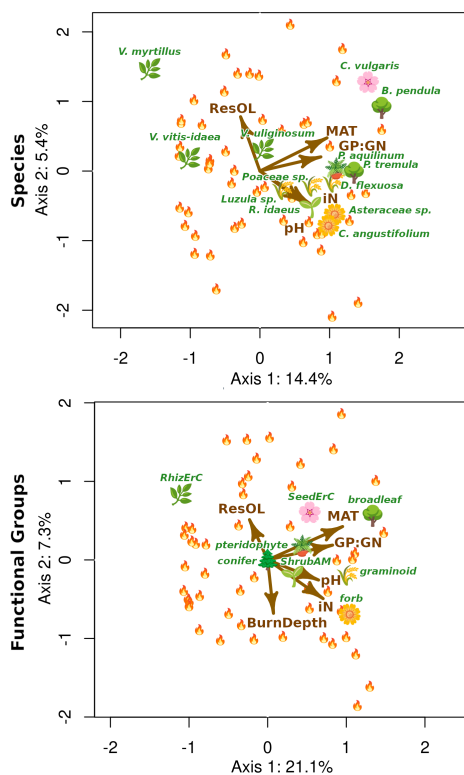 Species
Axis 2: 5.4%
2
1
0
-1
-2
V. myrtillus
C. vulgaris
B. pendula
ResOL
MAT
V. vitis-idaea
V. uliginosum
GP:GN
P. aquilinum
P. tremula
Poaceae sp.
D. flexuosa
Luzula sp.
iN
R. idaeus
Asteraceae sp.
pH
C. angustifolium
-2 -1 0 1 2
Axis 1: 14.4%
Functional Groups
Axis 2: 7.3%
2
1
0
-1
-2
RhizErC
SeedErC
broadleaf
ResOL
MAT
pteridophyte
GP:GN
conifer
ShrubAM
graminoid
pH
iN
forb
BurnDepth
-2 -1 0 1 2
Axis 1: 21.1%